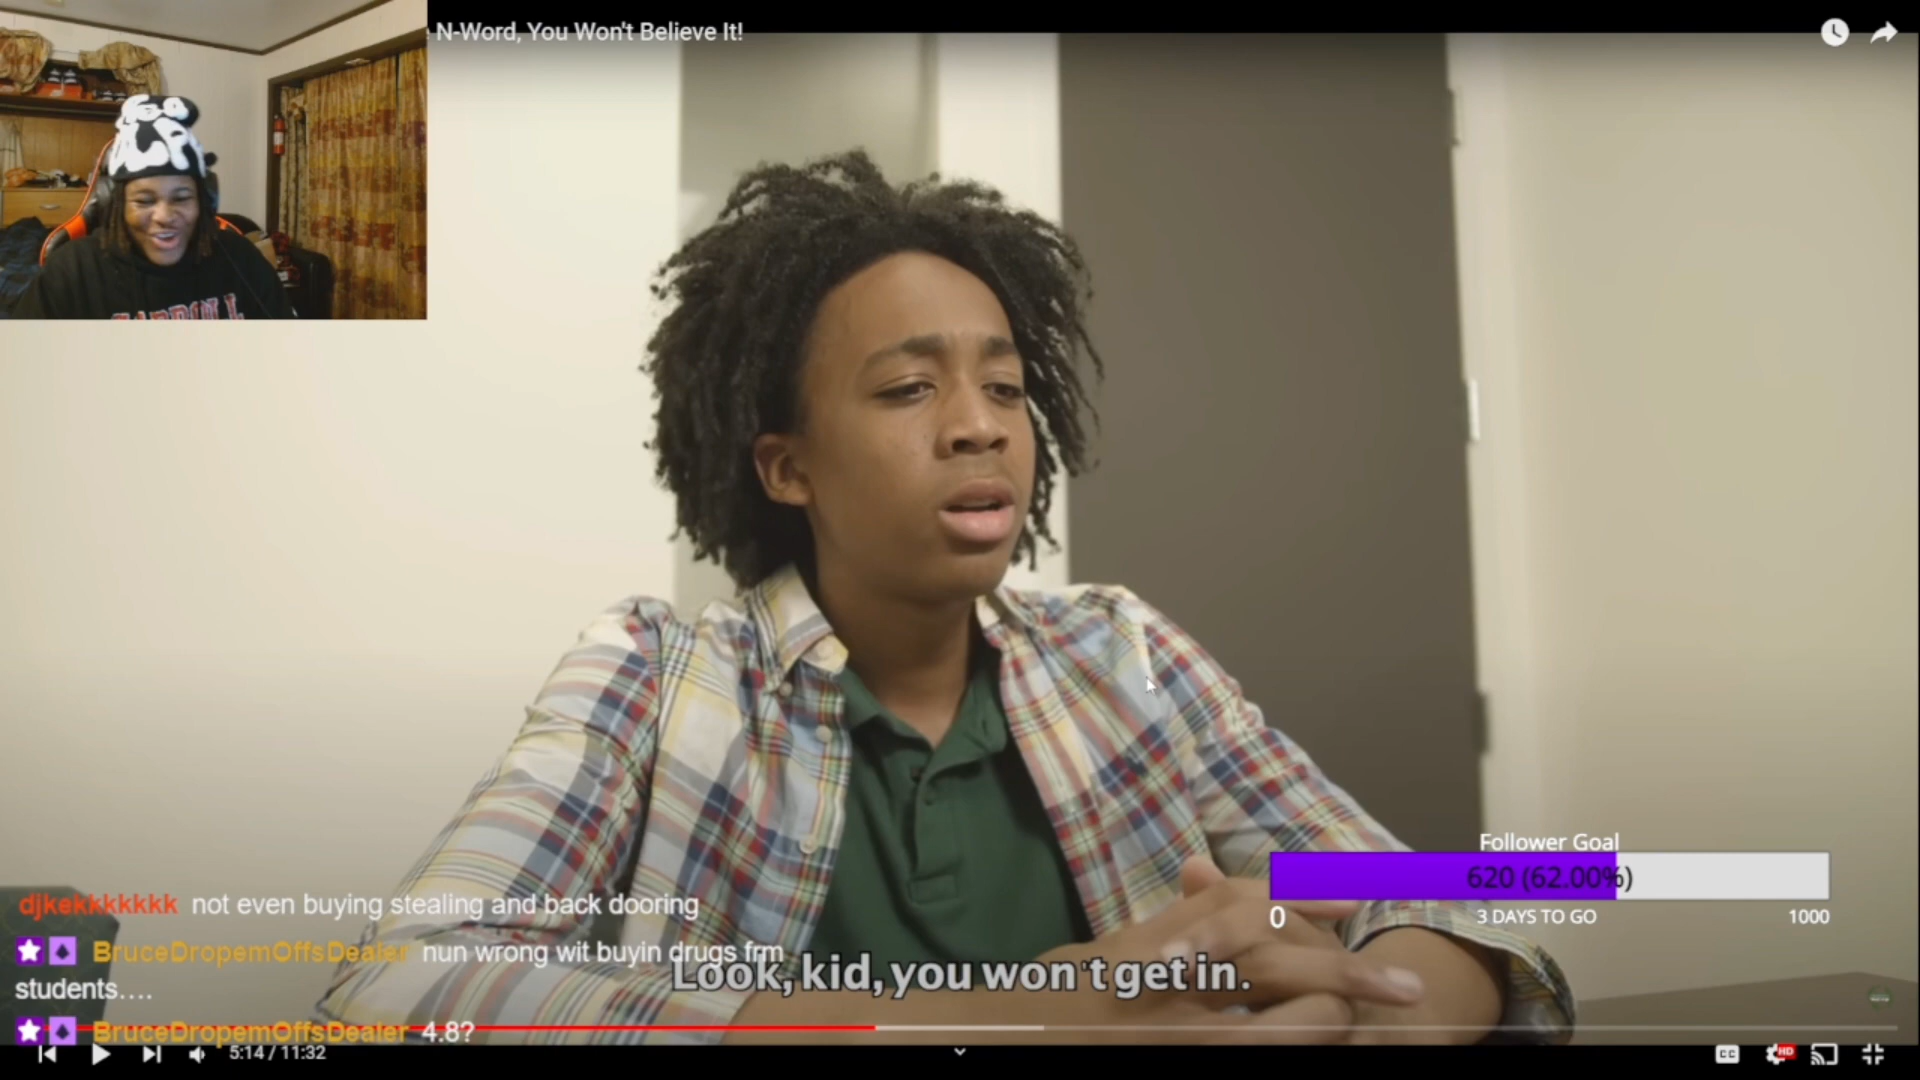 N-Word, You Won't Believe It!
Follower Goal
620 (62.00%)
0 3 DAYS TO GO 1000
djkekkkkkkk not even buying stealing and back dooring
BruceDropemOffsDealer nun wrong wit buyin drugs frm
students....
Look, kid, you won't get in.
BruceDropemOffsDealer 4.8?
5:14 / 11:32
CC
HD